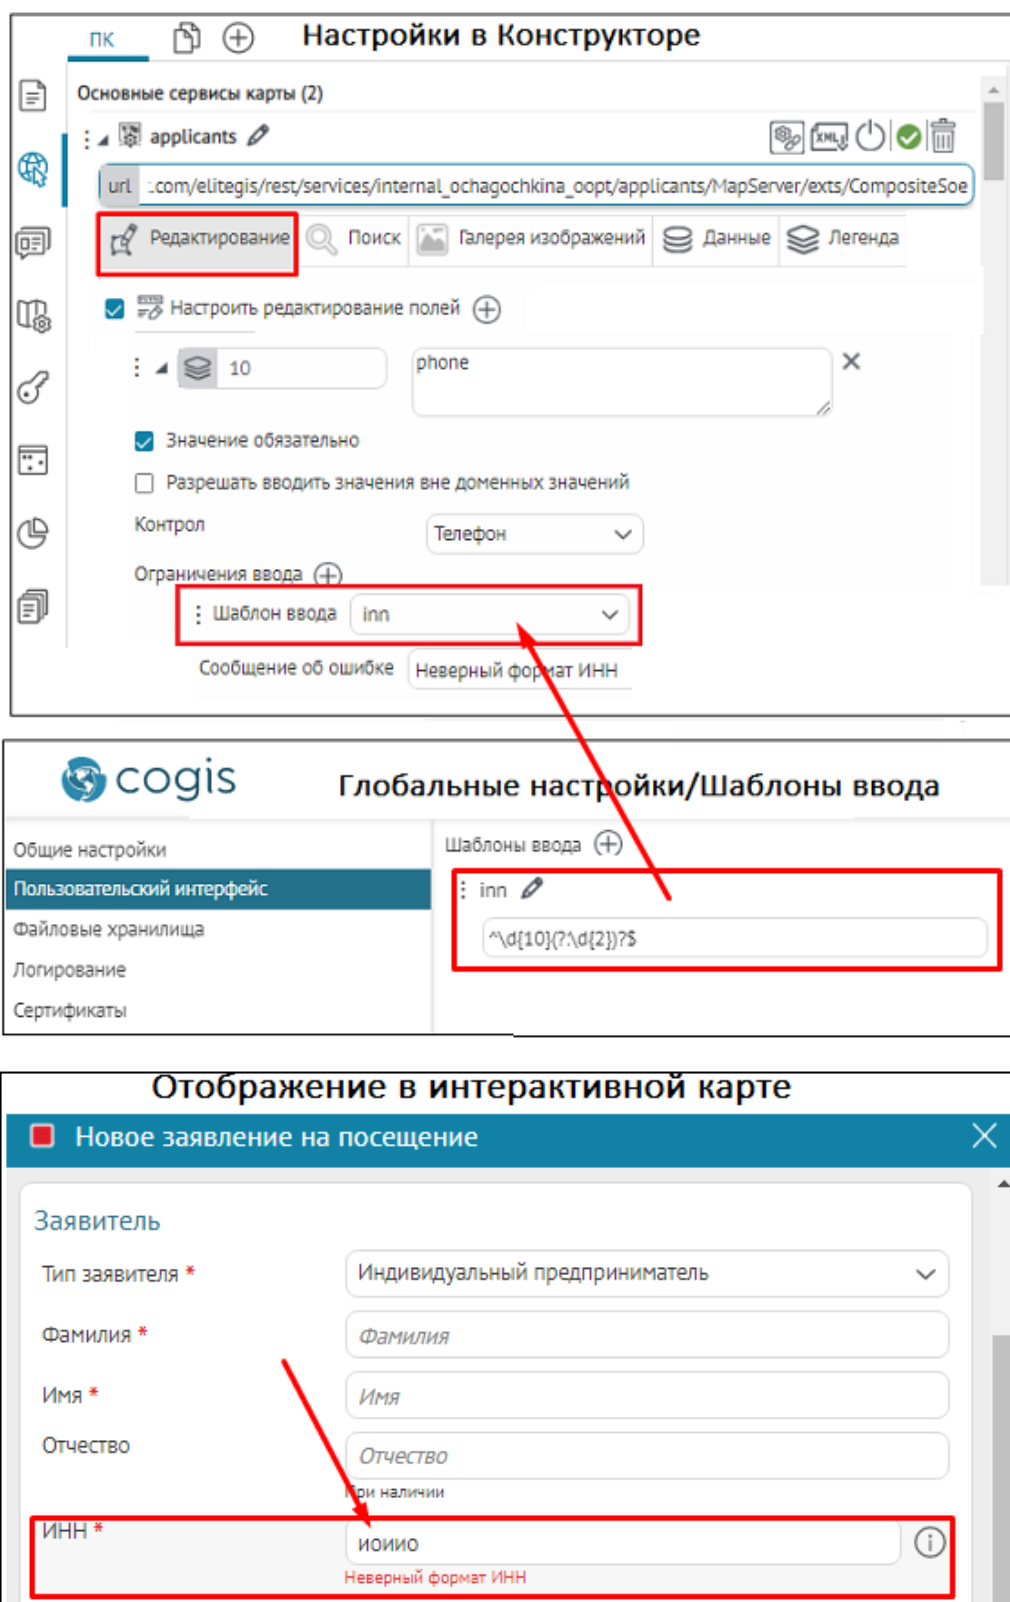 ПК Настройки в Конструкторе
Основные сервисы карты (2)
applicants
XML
url :.com/elitegis/rest/services/internal_ochagochkina_oopt/applicants/MapServer/exts/CompositeSoe
Редактирование Поиск Галерея изображений Данные Легенда
Настроить редактирование полей
10 phone
Значение обязательно
Разрешать вводить значения вне доменных значений
Контрол Телефон
Ограничения ввода
Шаблон ввода inn
Сообщение об ошибке Неверный формат ИНН
cogis Глобальные настройки/Шаблоны ввода
Общие настройки Шаблоны ввода
Пользовательский интерфейс inn
Файловые хранилища ^\d{10}(?:\d{2})?$
Логирование
Сертификаты
Отображение в интерактивной карте
Новое заявление на посещение
Заявитель
Тип заявителя * Индивидуальный предприниматель
Фамилия * Фамилия
Имя * Имя
Отчество Отчество
При наличии
ИНН * иоиио
Неверный формат ИНН